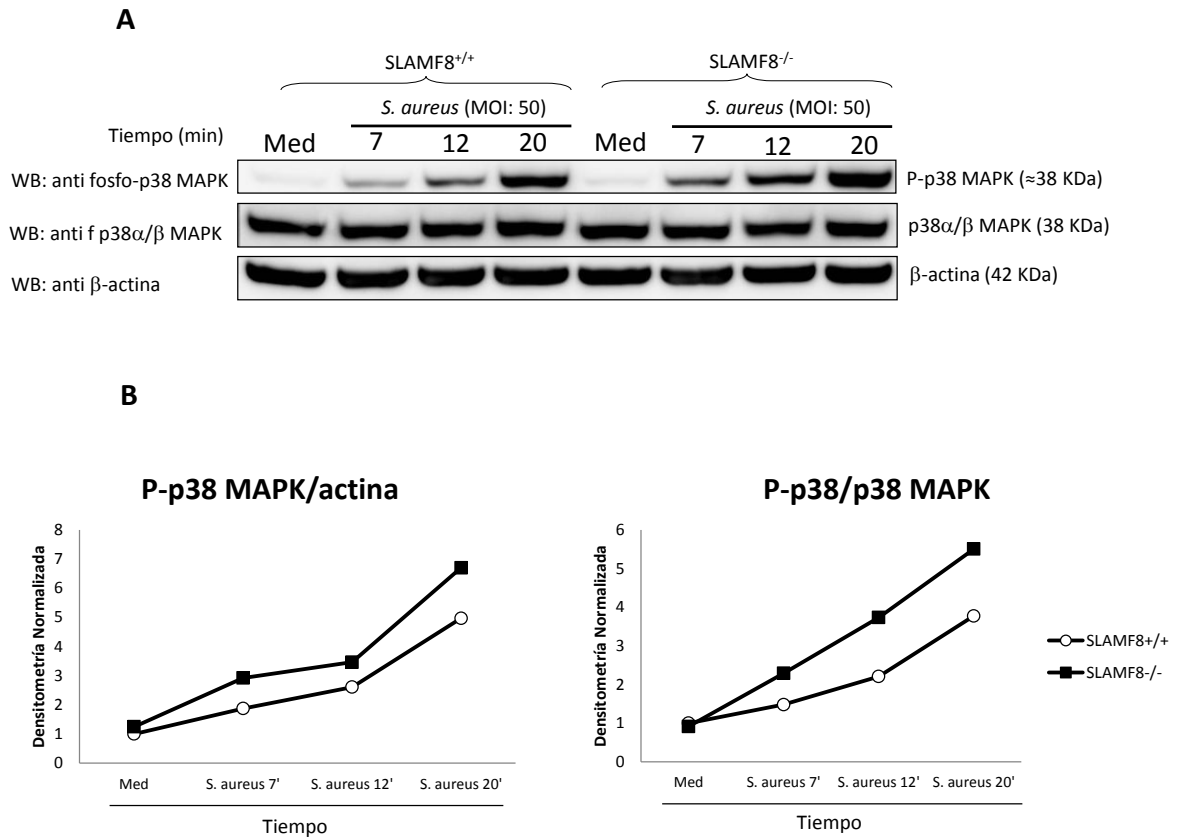 A
SLAMF8+/+ SLAMF8-/-
S. aureus (MOI: 50) S. aureus (MOI: 50)
Tiempo (min) Med 7 12 20 Med 7 12 20
WB: anti fosfo-p38 MAPK P-p38 MAPK (≈38 KDa)
WB: anti f p38α/β MAPK p38α/β MAPK (38 KDa)
WB: anti β-actina β-actina (42 KDa)
B
P-p38 MAPK/actina
Densitometría Normalizada
8
7
6
5
4
3
2
1
0
Med S. aureus 7' S. aureus 12' S. aureus 20'
Tiempo
P-p38/p38 MAPK
Densitometría Normalizada
6
5
4
3
2
1
0
Med S. aureus 7' S. aureus 12' S. aureus 20'
Tiempo
SLAMF8+/+
SLAMF8-/-